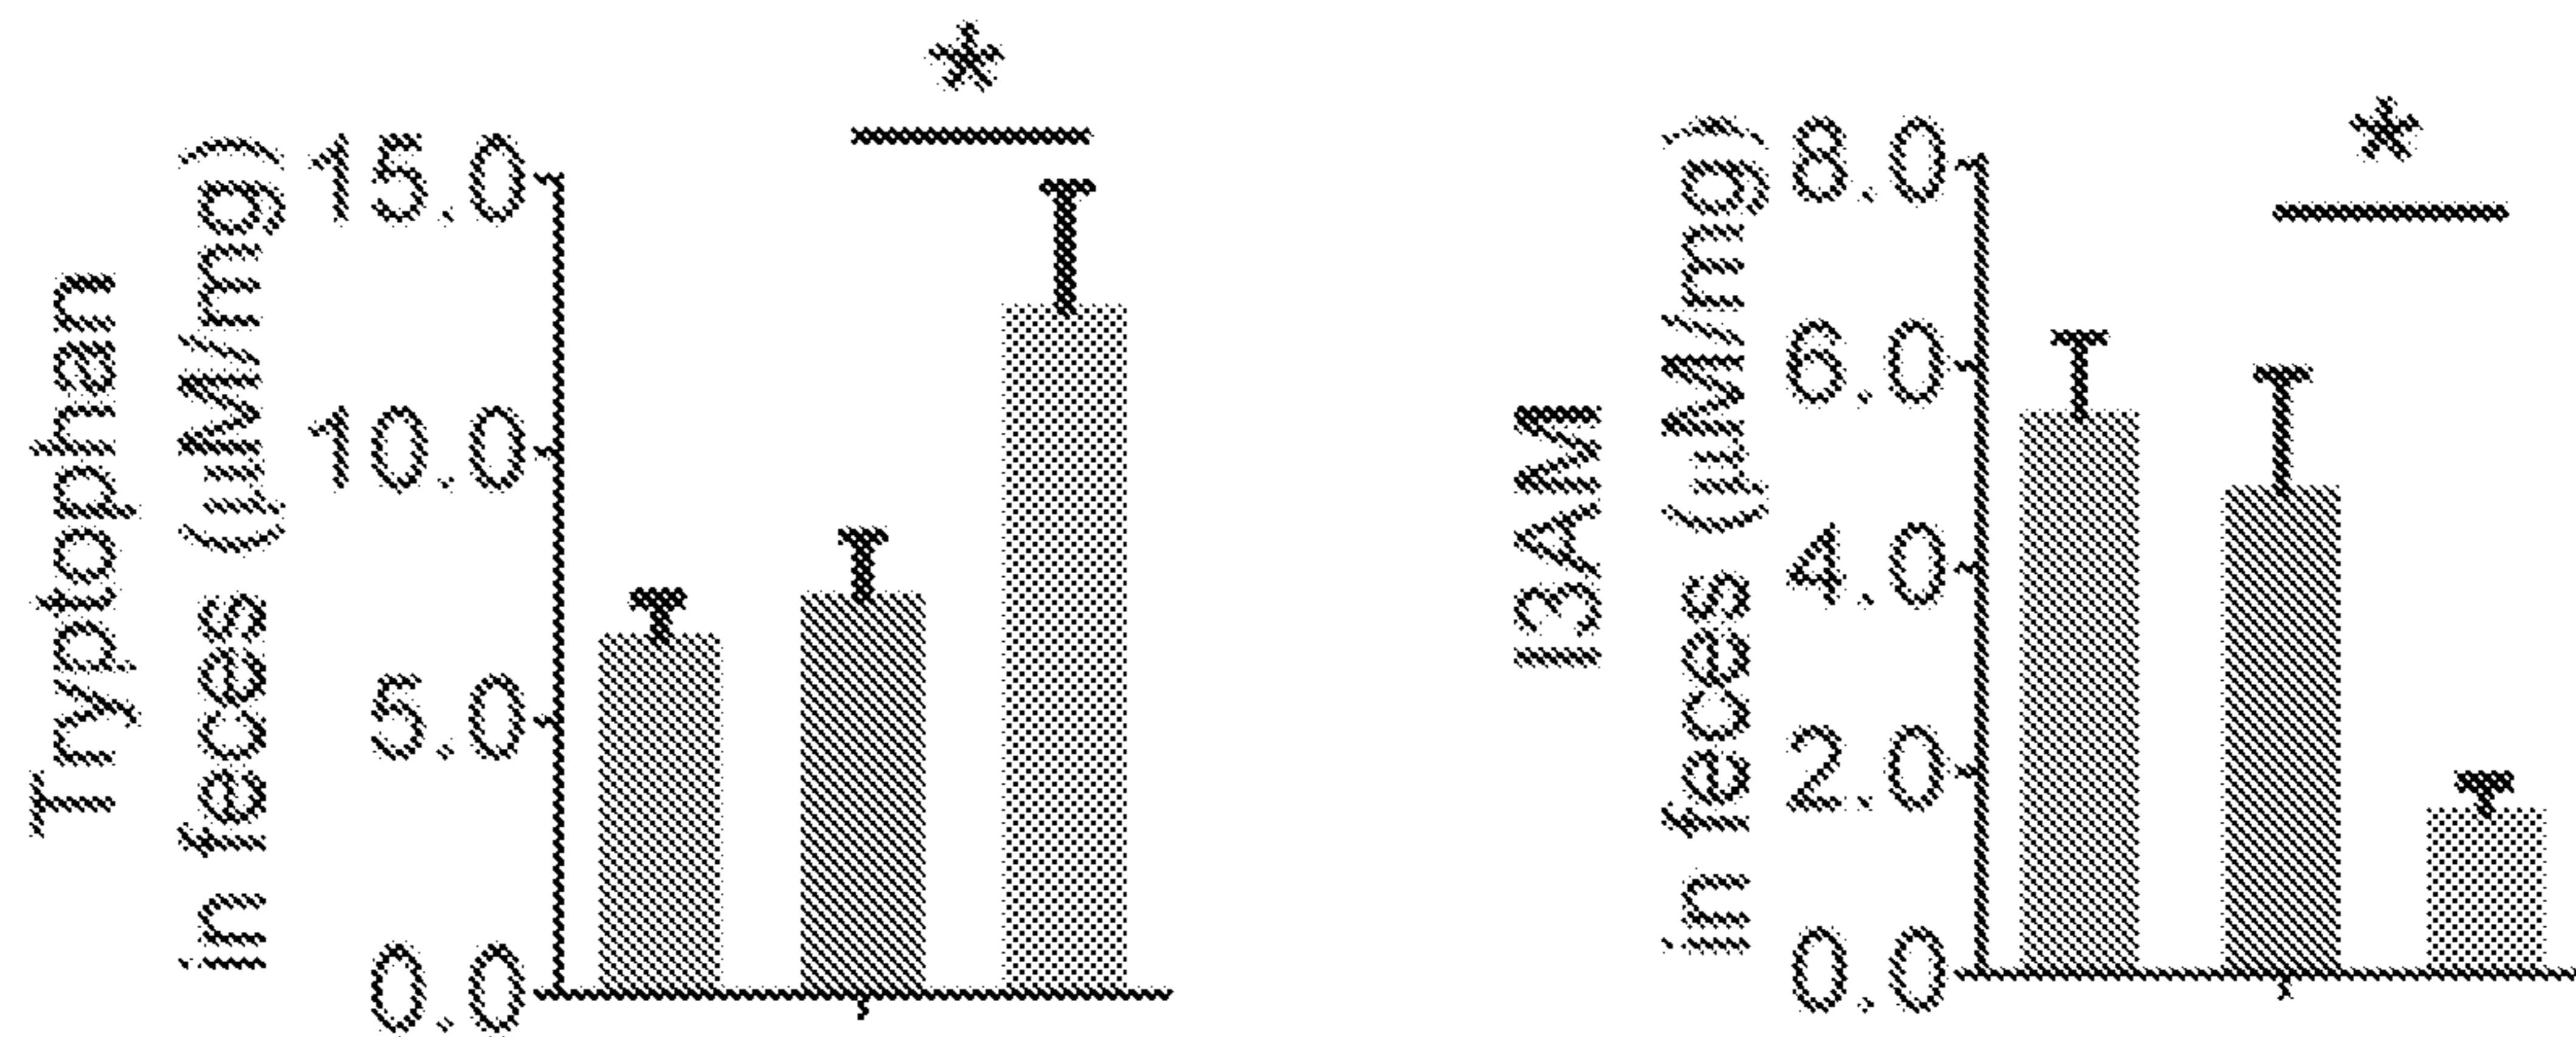 Tryptophan
in feces (µM/mg)
15.0
10.0
5.0
0.0
*
I3AM
in feces (µM/mg)
8.0
6.0
4.0
2.0
0.0
*